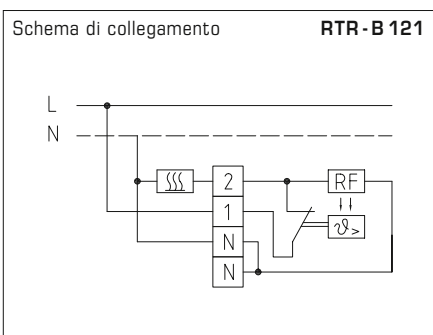 Schema di collegamento RTR-B 121
L
N
2 RF
1
ϑ>
N
N